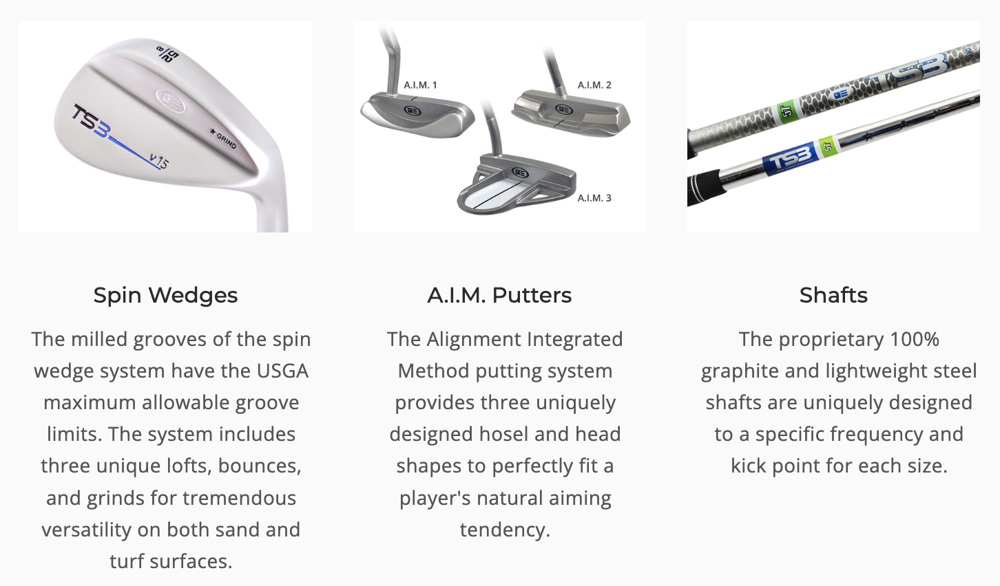 52/8
TS3
★ GRIND
v15
A.I.M. 1
A.I.M. 2
A.I.M. 3
TS3
57
TS3
57
Spin Wedges
The milled grooves of the spin
wedge system have the USGA
maximum allowable groove
limits. The system includes
three unique lofts, bounces,
and grinds for tremendous
versatility on both sand and
turf surfaces.
A.I.M. Putters
The Alignment Integrated
Method putting system
provides three uniquely
designed hosel and head
shapes to perfectly fit a
player's natural aiming
tendency.
Shafts
The proprietary 100%
graphite and lightweight steel
shafts are uniquely designed
to a specific frequency and
kick point for each size.